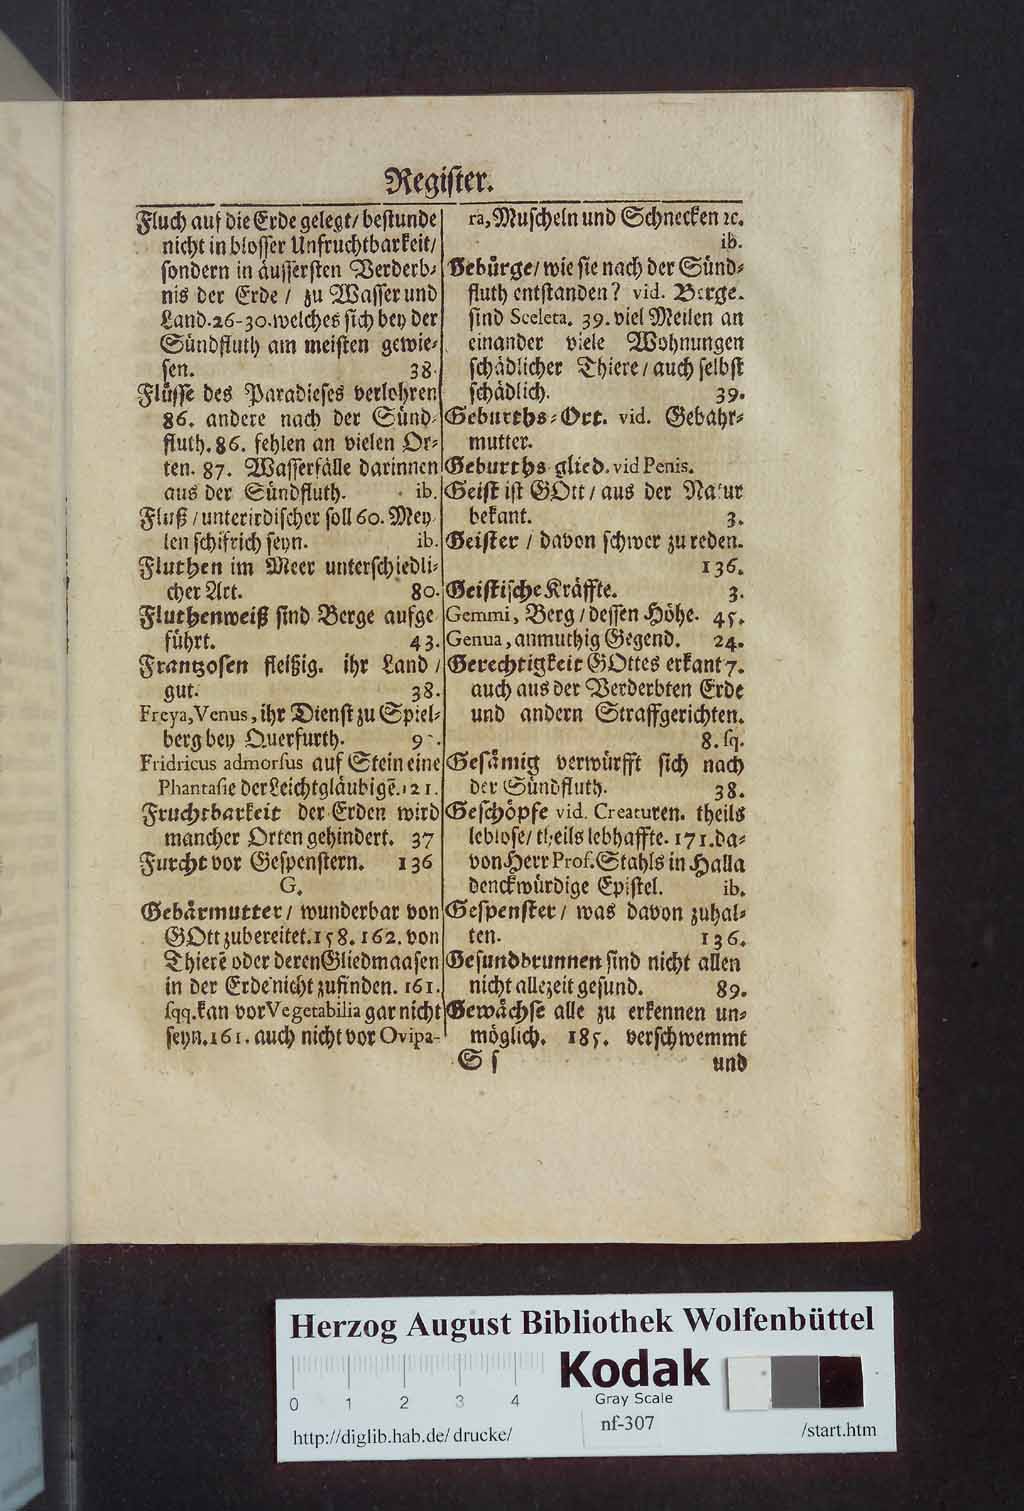 Register.
Fluch auf die Erde gelegt/ bestunde
nicht in blosser Unfruchtbarkeit/
sondern in äussersten Verderb-
nis der Erde / zu Wasser und
Land. 26-30. welches sich bey der
Sündfluth am meisten gewie-
sen. 38.
Flüsse des Paradieses verlohren
86. andere nach der Sünd-
fluth. 86. fehlen an vielen Or-
ten. 87. Wasserfälle darinnen
aus der Sündfluth. ib.
Fluß / unterirdischer soll 60. Mey
len schifrich seyn. ib.
Fluthen im Meer unterschiedli-
cher Art. 80.
Fluthenweiß sind Berge aufge
führt. 43.
Frantzosen fleißig. ihr Land /
gut. 38.
Freya, Venus, ihr Dienst zu Spiel-
berg bey Querfurth.
Fridricus admorsus auf Stein eine
Phantasie der Leichtgläubigē. 121.
Fruchtbarkeit der Erden wird
mancher Orten gehindert. 37
Furcht vor Gespenstern. 136
G.
Gebärmutter / wunderbar von
GOtt zubereitet. 158. 162. von
Thierē oder deren Gliedmaasen
in der Erde nicht zufinden. 161.
sqq. kan vor Vegetabilia gar nicht
seyn. 161. auch nicht vor Ovipa-
ra, Muscheln und Schnecken ꝛc.
ib.
Gebürge / wie sie nach der Sünd-
fluth entstanden? vid. Berge.
sind Sceleta. 39. viel Meilen an
einander viele Wohnungen
schädlicher Thiere / auch selbst
schädlich. 39.
Geburths-Ort. vid. Gebähr-
mutter.
Geburths glied. vid Penis.
Geist ist GOtt / aus der Natur
bekant. 3.
Geister / davon schwer zu reden.
136.
Geistische Kräffte. 3.
Gemmi, Berg / dessen Höhe. 45.
Genua, anmuthig Gegend. 24.
Gerechtigkeit GOttes erkant 7.
auch aus der Verderbten Erde
und andern Straffgerichten.
8. sq.
Gesämig verwürfft sich nach
der Sündfluth. 38.
Geschöpfe vid. Creaturen. theils
leblose / theils lebhaffte. 171. da-
von Herr Prof. Stahls in Halla
denckwürdige Epistel. ib.
Gespenster / was davon zuhal-
ten. 136.
Gesundbrunnen sind nicht allen
nicht allezeit gesund. 89.
Gewächse alle zu erkennen un-
möglich. 185. verschwemmt
S s und
Herzog August Bibliothek Wolfenbüttel
0 1 2 3 4
Kodak
Gray Scale
http://diglib.hab.de/ drucke/
nf-307
/start.htm